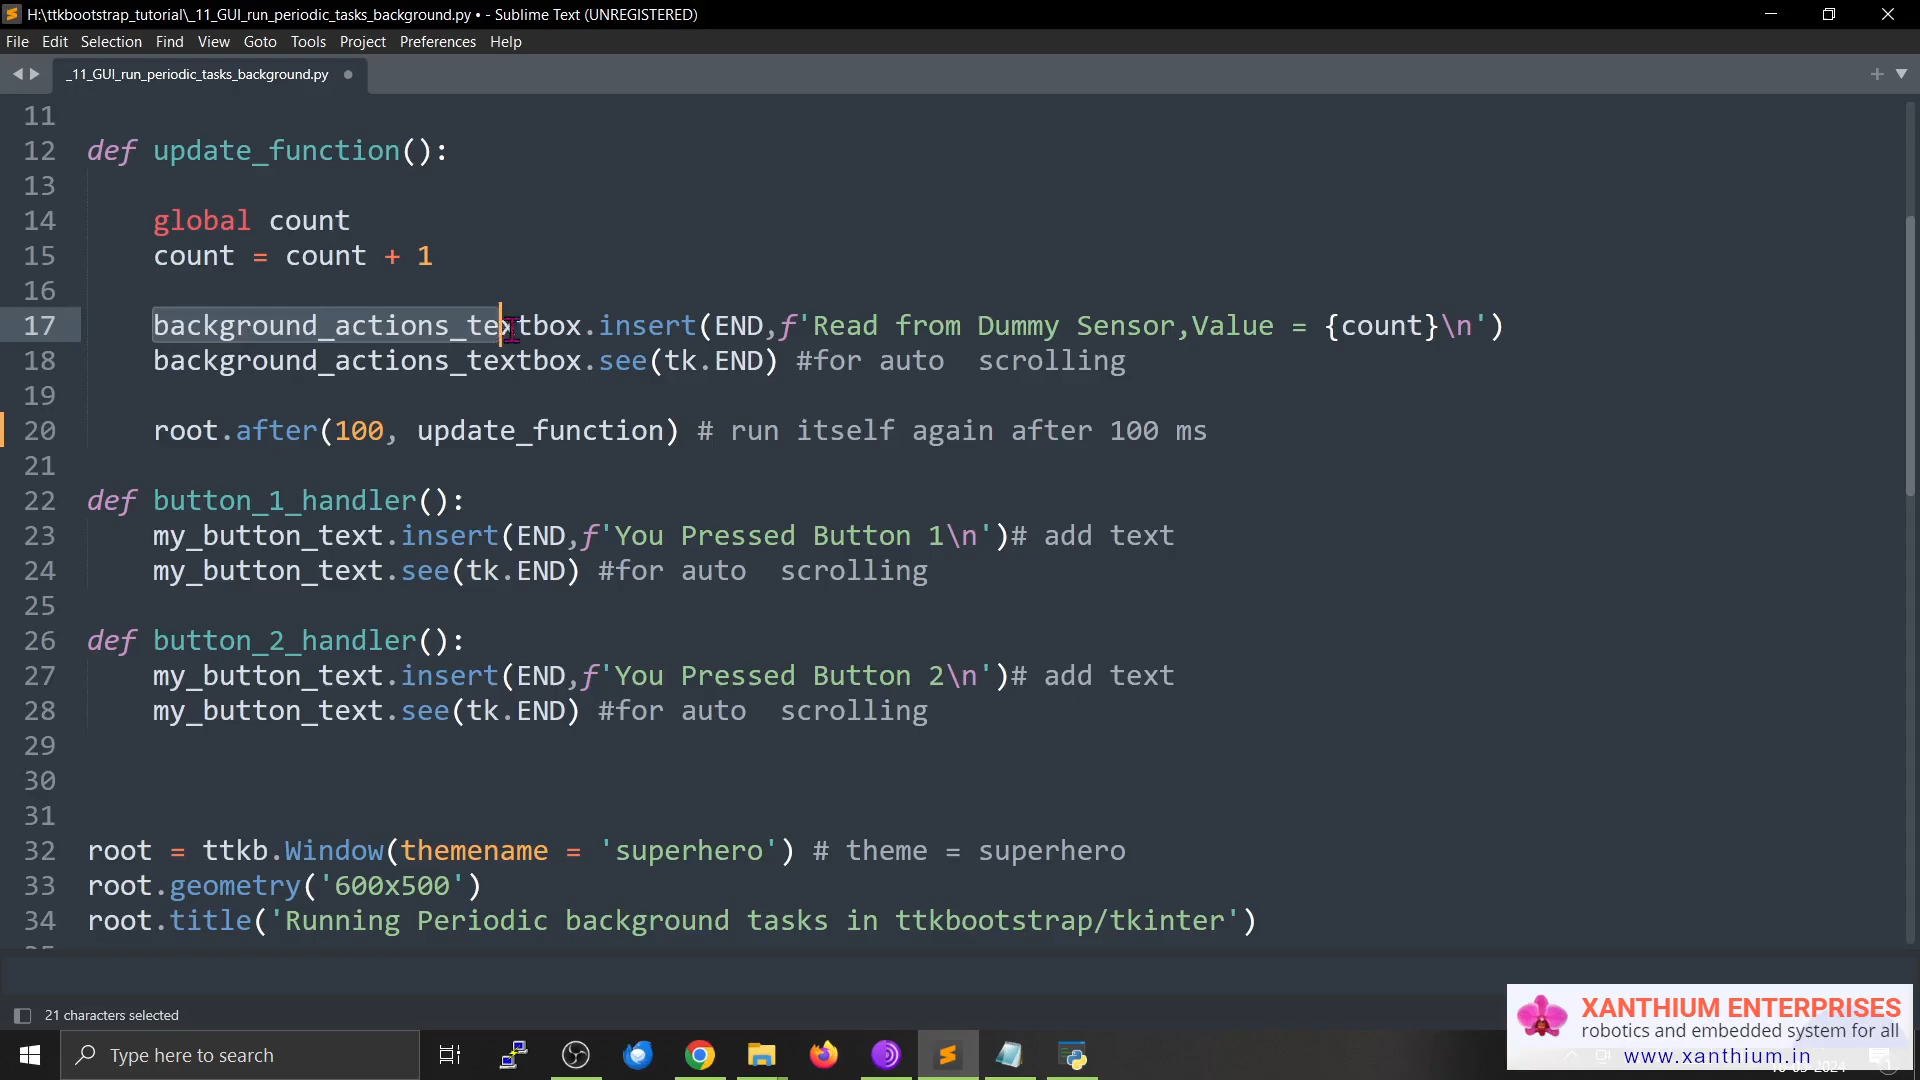 H:\ttkbootstrap_tutorial\_11_GUI_run_periodic_tasks_background.py • - Sublime Text (UNREGISTERED)
File Edit Selection Find View Goto Tools Project Preferences Help
_11_GUI_run_periodic_tasks_background.py
11
12 def update_function():
13
14 global count
15 count = count + 1
16
17 background_actions_textbox.insert(END,f'Read from Dummy Sensor,Value = {count}\n')
18 background_actions_textbox.see(tk.END) #for auto  scrolling
19
20 root.after(100, update_function) # run itself again after 100 ms
21
22 def button_1_handler():
23 my_button_text.insert(END,f'You Pressed Button 1\n')# add text
24 my_button_text.see(tk.END) #for auto  scrolling
25
26 def button_2_handler():
27 my_button_text.insert(END,f'You Pressed Button 2\n')# add text
28 my_button_text.see(tk.END) #for auto  scrolling
29
30
31
32 root = ttkb.Window(themename = 'superhero') # theme = superhero
33 root.geometry('600x500')
34 root.title('Running Periodic background tasks in ttkbootstrap/tkinter')
21 characters selected
XANTHIUM ENTERPRISES
robotics and embedded system for all
www.xanthium.in
Type here to search